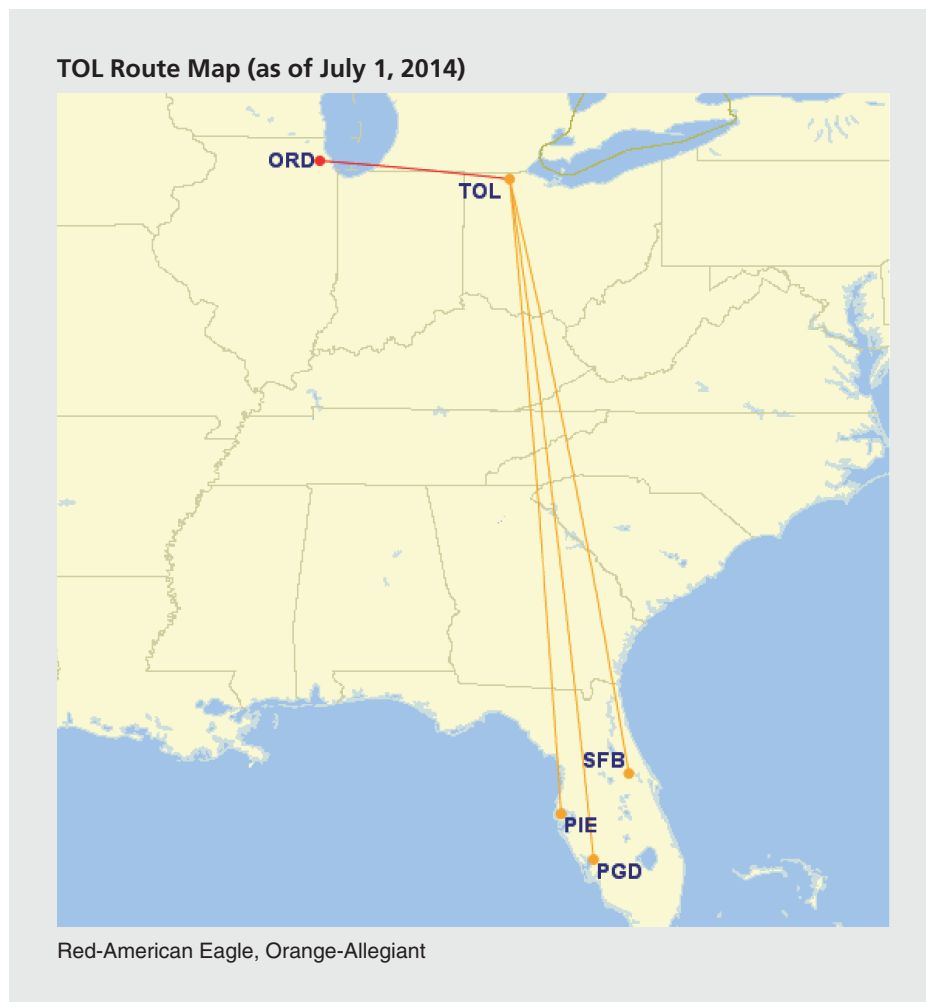 TOL Route Map (as of July 1, 2014)
ORD
TOL
SFB
PIE
PGD
Red-American Eagle, Orange-Allegiant